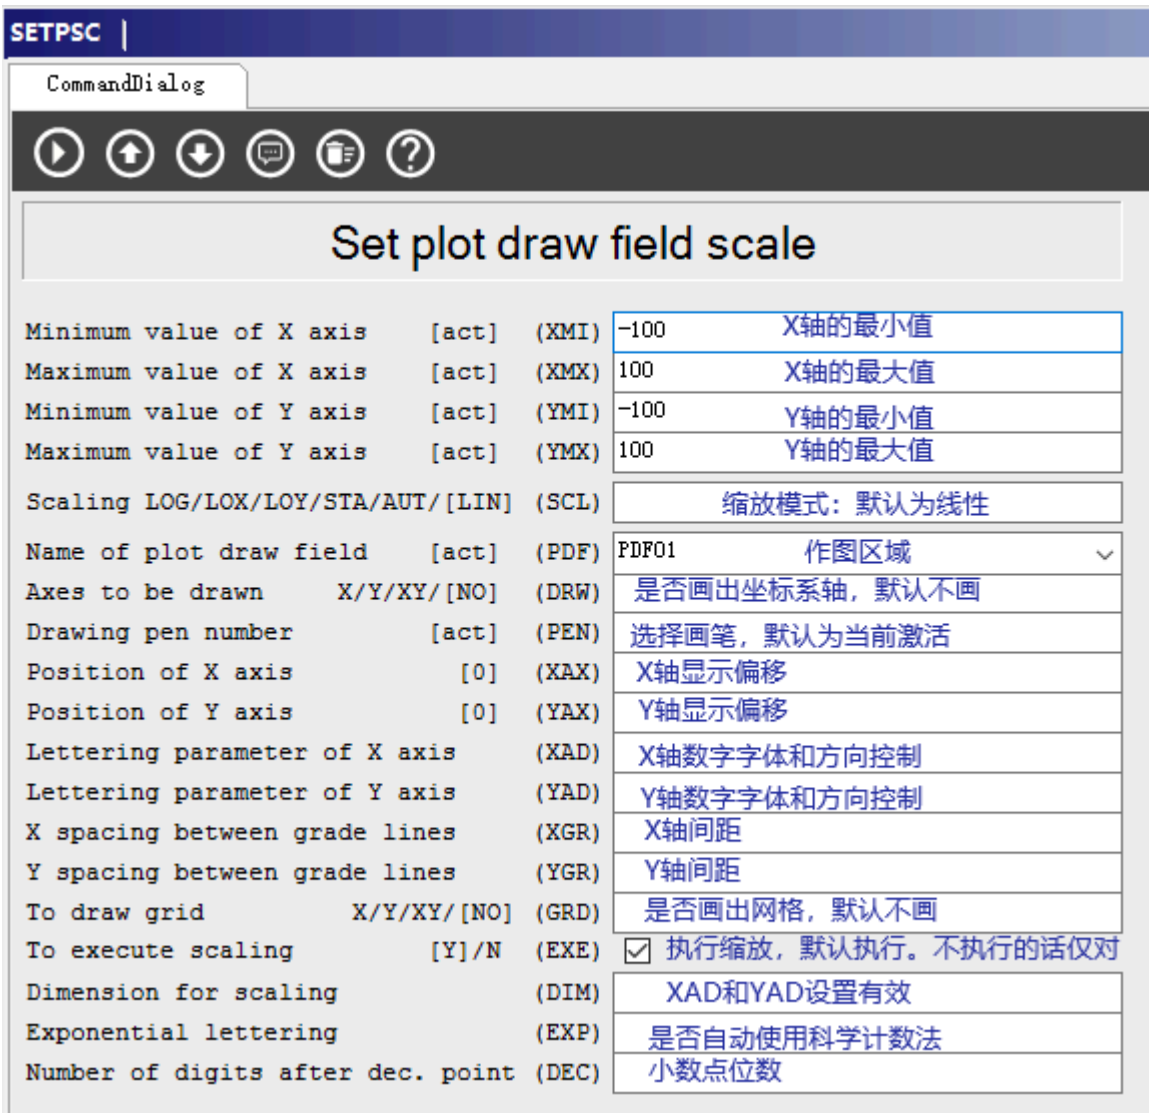 SETPSC |
CommandDialog
Set plot draw field scale
Minimum value of X axis [act] (XMI) -100 X轴的最小值
Maximum value of X axis [act] (XMX) 100 X轴的最大值
Minimum value of Y axis [act] (YMI) -100 Y轴的最小值
Maximum value of Y axis [act] (YMX) 100 Y轴的最大值
Scaling LOG/LOX/LOY/STA/AUT/[LIN] (SCL) 缩放模式：默认为线性
Name of plot draw field [act] (PDF) PDF01 作图区域
Axes to be drawn X/Y/XY/[NO] (DRW) 是否画出坐标系轴，默认不画
Drawing pen number [act] (PEN) 选择画笔，默认为当前激活
Position of X axis [0] (XAX) X轴显示偏移
Position of Y axis [0] (YAX) Y轴显示偏移
Lettering parameter of X axis (XAD) X轴数字字体和方向控制
Lettering parameter of Y axis (YAD) Y轴数字字体和方向控制
X spacing between grade lines (XGR) X轴间距
Y spacing between grade lines (YGR) Y轴间距
To draw grid X/Y/XY/[NO] (GRD) 是否画出网格，默认不画
To execute scaling [Y]/N (EXE) 执行缩放，默认执行。不执行的话仅对
Dimension for scaling (DIM) XAD和YAD设置有效
Exponential lettering (EXP) 是否自动使用科学计数法
Number of digits after dec. point (DEC) 小数点位数